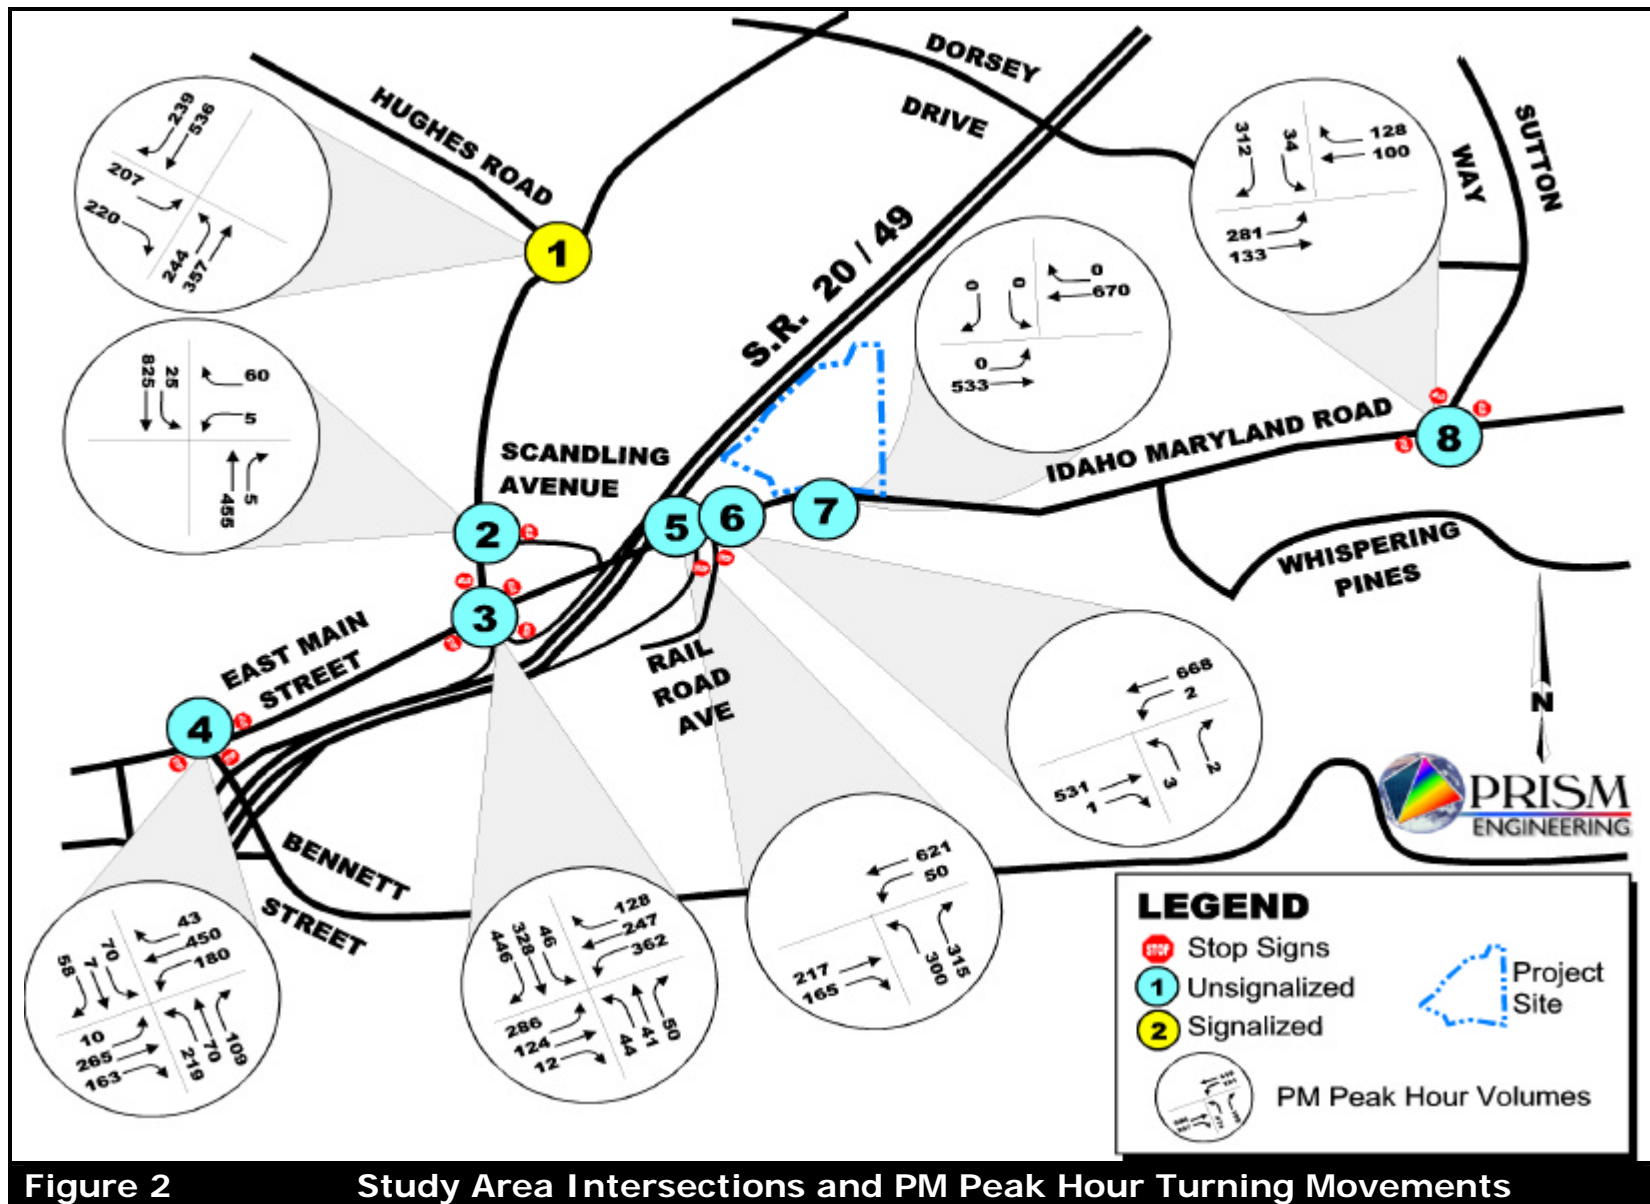 DORSEY
DRIVE
HUGHES ROAD
SUTTON
WAY
S.R. 20 / 49
239
536
207
220
244
357
1
312
34
128
100
281
133
0
0
0
670
0
533
825
25
60
5
455
5
SCANDLING
AVENUE
IDAHO MARYLAND ROAD
8
2
5
6
7
3
WHISPERING
PINES
EAST MAIN
STREET
RAIL
ROAD
AVE
4
668
2
531
1
3
2
N
PRISM
ENGINEERING
BENNETT
STREET
621
50
217
165
300
315
58
7
70
43
450
180
10
265
163
219
70
109
446
328
46
128
247
362
286
124
12
44
41
50
LEGEND
STOP Stop Signs
1 Unsignalized
2 Signalized
Project
Site
PM Peak Hour Volumes
Figure 2 Study Area Intersections and PM Peak Hour Turning Movements